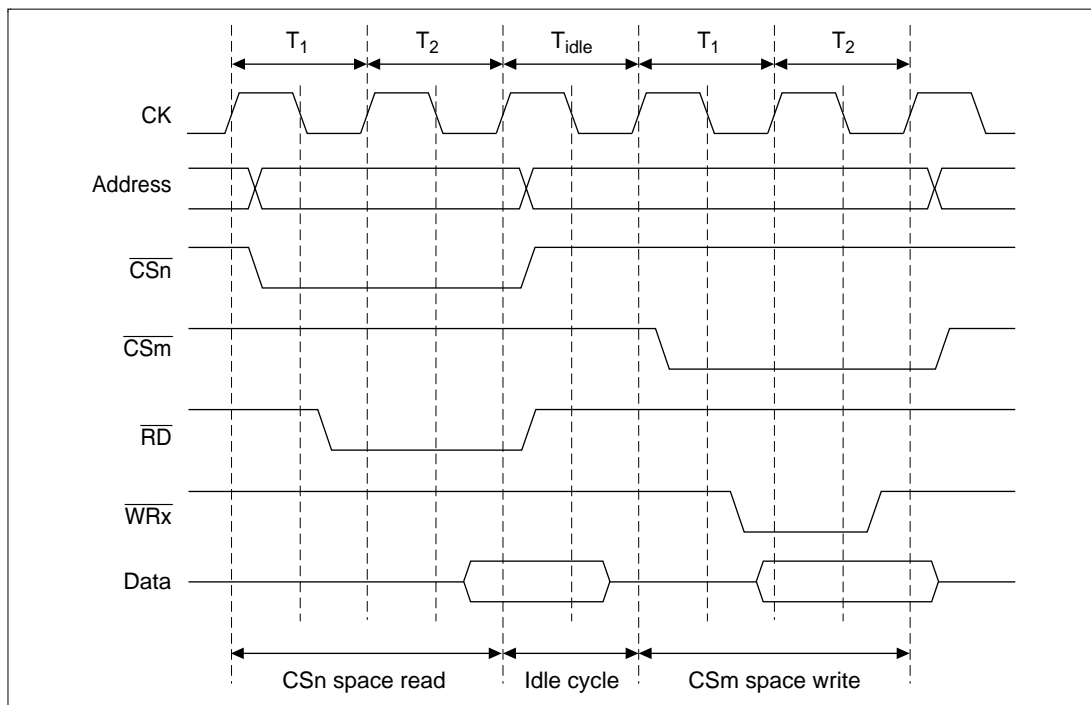 T1 T2 Tidle T1 T2
CK
Address
CSn
CSm
RD
WRx
Data
CSn space read Idle cycle CSm space write